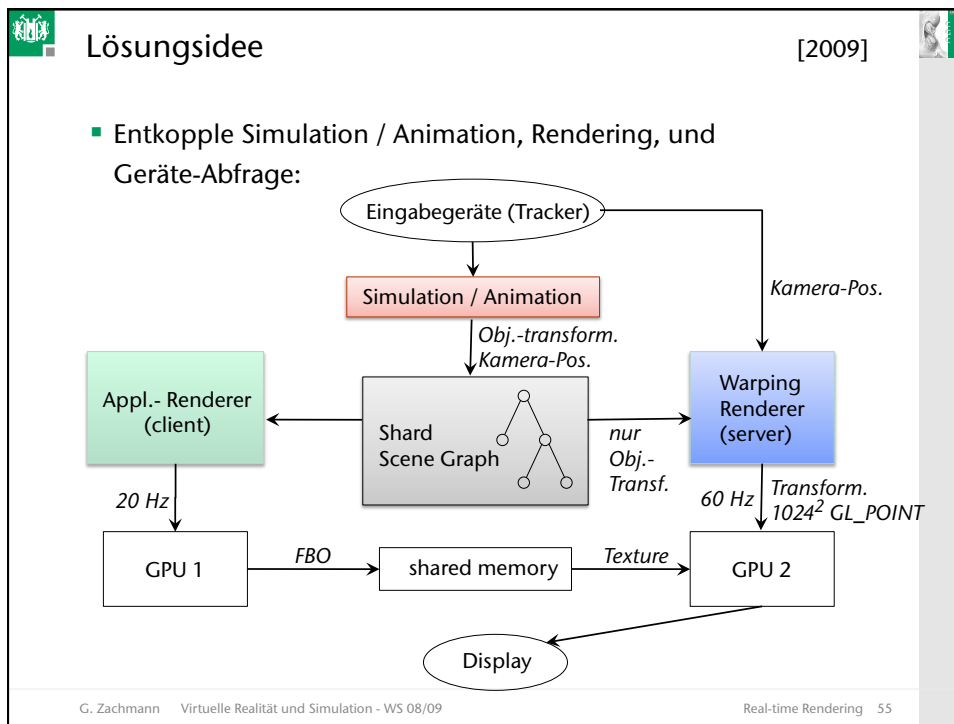 Lösungsidee
[2009]
Entkopple Simulation / Animation, Rendering, und
Geräte-Abfrage:
Eingabegeräte (Tracker)
Simulation / Animation
Kamera-Pos.
Obj.-transform.
Kamera-Pos.
Appl.- Renderer
(client)
Shard
Scene Graph
nur
Obj.-
Transf.
Warping
Renderer
(server)
20 Hz
60 Hz
Transform.
1024² GL_POINT
GPU 1
FBO
shared memory
Texture
GPU 2
Display
G. Zachmann Virtuelle Realität und Simulation - WS 08/09
Real-time Rendering 55